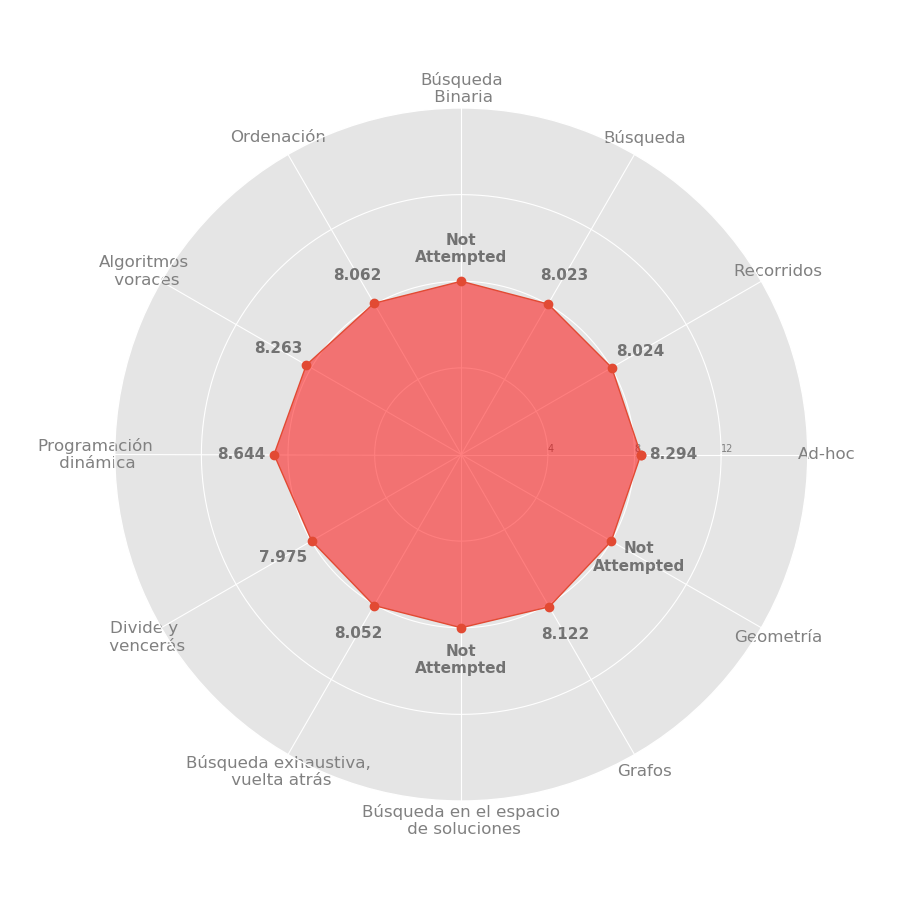 Búsqueda
Binaria
Ordenación
Búsqueda
Not
Attempted
8.062
8.023
Algoritmos
voraces
Recorridos
8.263
8.024
Programación
dinámica
8.644
4
8
12
8.294
Ad-hoc
7.975
Not
Attempted
Divide y
vencerás
8.052
Not
Attempted
8.122
Geometría
Búsqueda exhaustiva,
vuelta atrás
Grafos
Búsqueda en el espacio
de soluciones